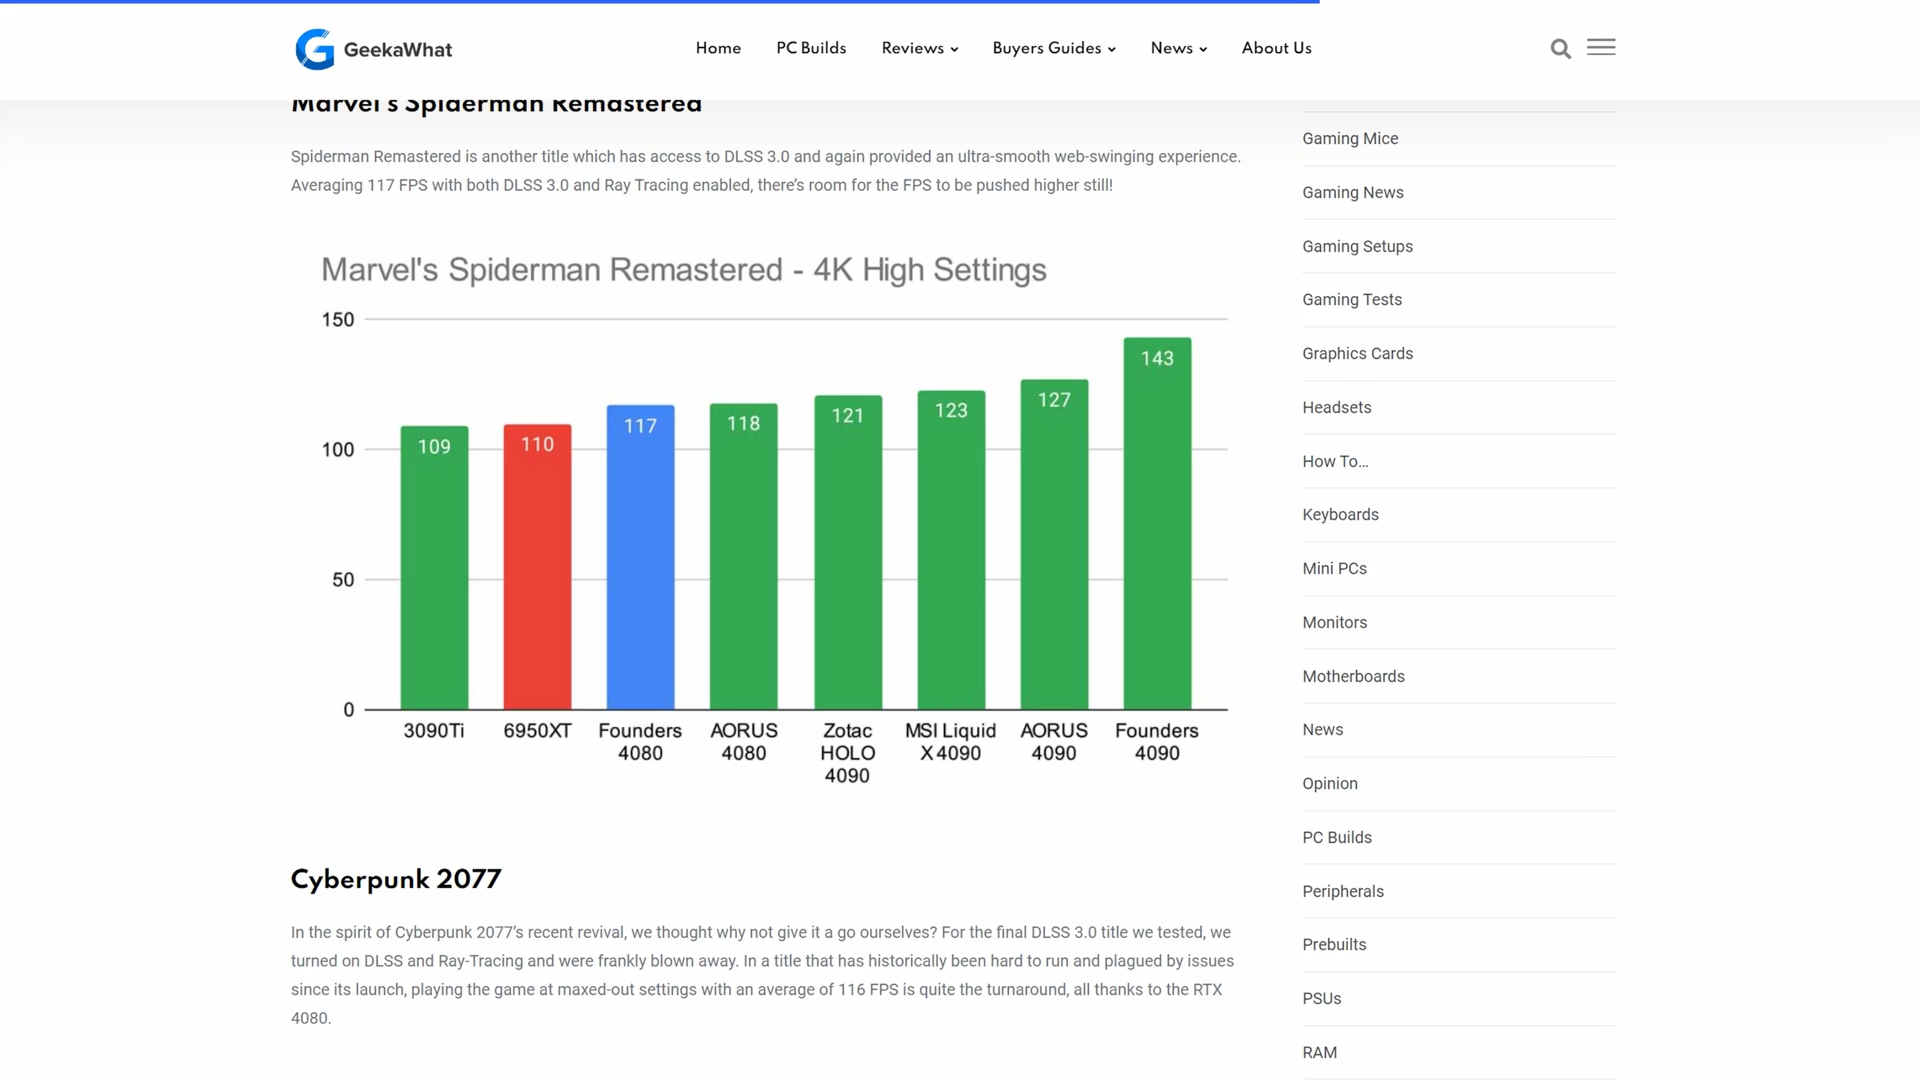 GeekaWhat
Home
PC Builds
Reviews
Buyers Guides
News
About Us
Marvel's Spiderman Remastered
Spiderman Remastered is another title which has access to DLSS 3.0 and again provided an ultra-smooth web-swinging experience.
Averaging 117 FPS with both DLSS 3.0 and Ray Tracing enabled, there’s room for the FPS to be pushed higher still!
Marvel's Spiderman Remastered - 4K High Settings
150
100
50
0
109
110
117
118
121
123
127
143
3090Ti
6950XT
Founders
4080
AORUS
4080
Zotac
HOLO
4090
MSI Liquid
X 4090
AORUS
4090
Founders
4090
Cyberpunk 2077
In the spirit of Cyberpunk 2077’s recent revival, we thought why not give it a go ourselves? For the final DLSS 3.0 title we tested, we
turned on DLSS and Ray-Tracing and were frankly blown away. In a title that has historically been hard to run and plagued by issues
since its launch, playing the game at maxed-out settings with an average of 116 FPS is quite the turnaround, all thanks to the RTX
4080.
Gaming Mice
Gaming News
Gaming Setups
Gaming Tests
Graphics Cards
Headsets
How To…
Keyboards
Mini PCs
Monitors
Motherboards
News
Opinion
PC Builds
Peripherals
Prebuilts
PSUs
RAM